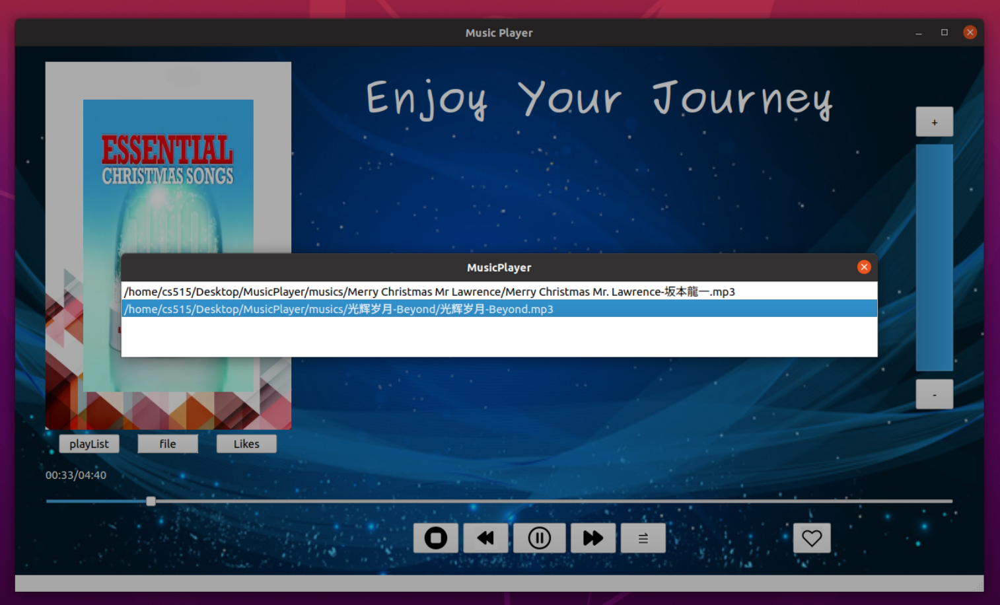 Music Player
Enjoy Your Journey
+
ESSENTIAL
CHRISTMAS SONGS
MusicPlayer
/home/cs515/Desktop/MusicPlayer/musics/Merry Christmas Mr Lawrence/Merry Christmas Mr. Lawrence-坂本龍一.mp3
/home/cs515/Desktop/MusicPlayer/musics/光辉岁月-Beyond/光辉岁月-Beyond.mp3
-
playList file Likes
00:33/04:40